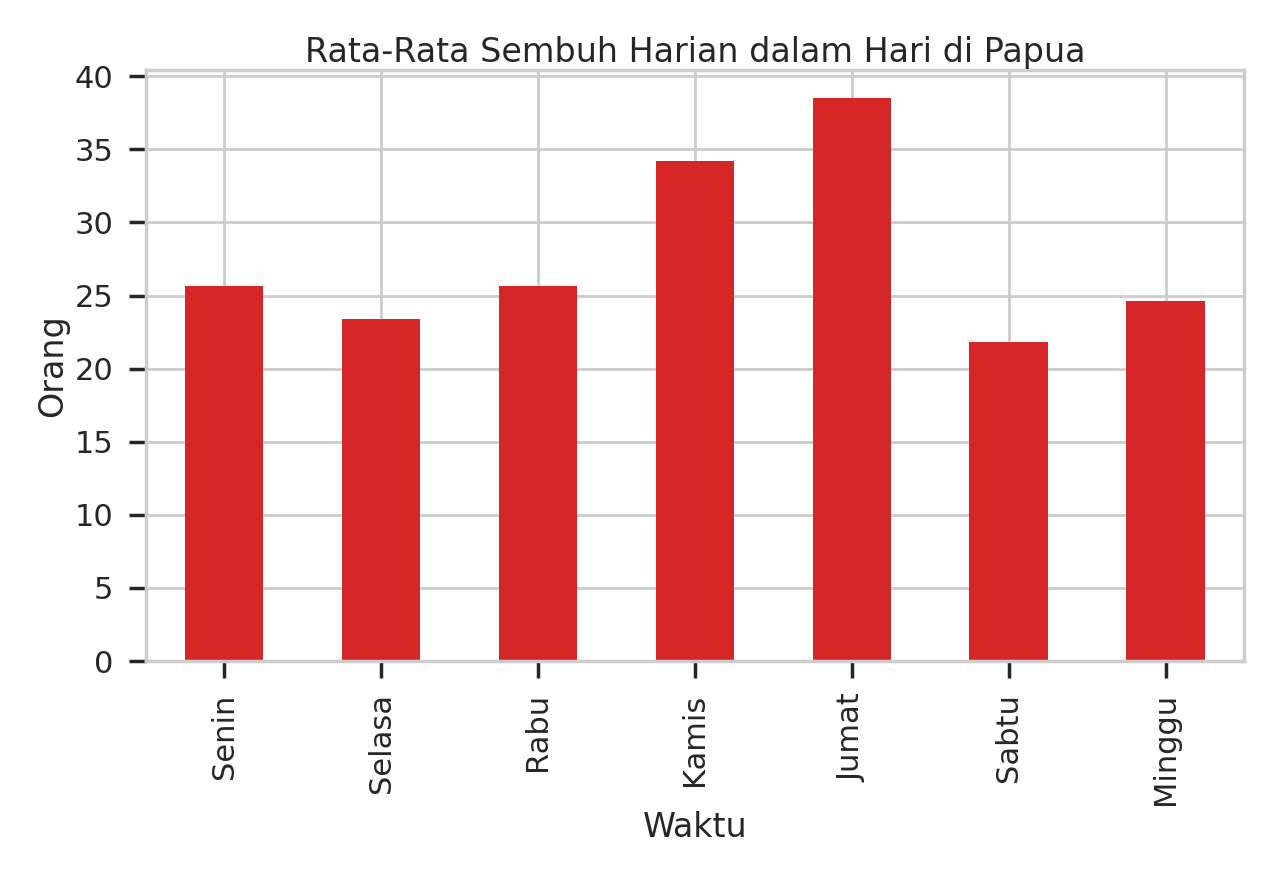 Rata-Rata Sembuh Harian dalam Hari di Papua
40
35
30
25
20
15
10
5
0
Orang
Senin
Selasa
Rabu
Kamis
Jumat
Sabtu
Minggu
Waktu